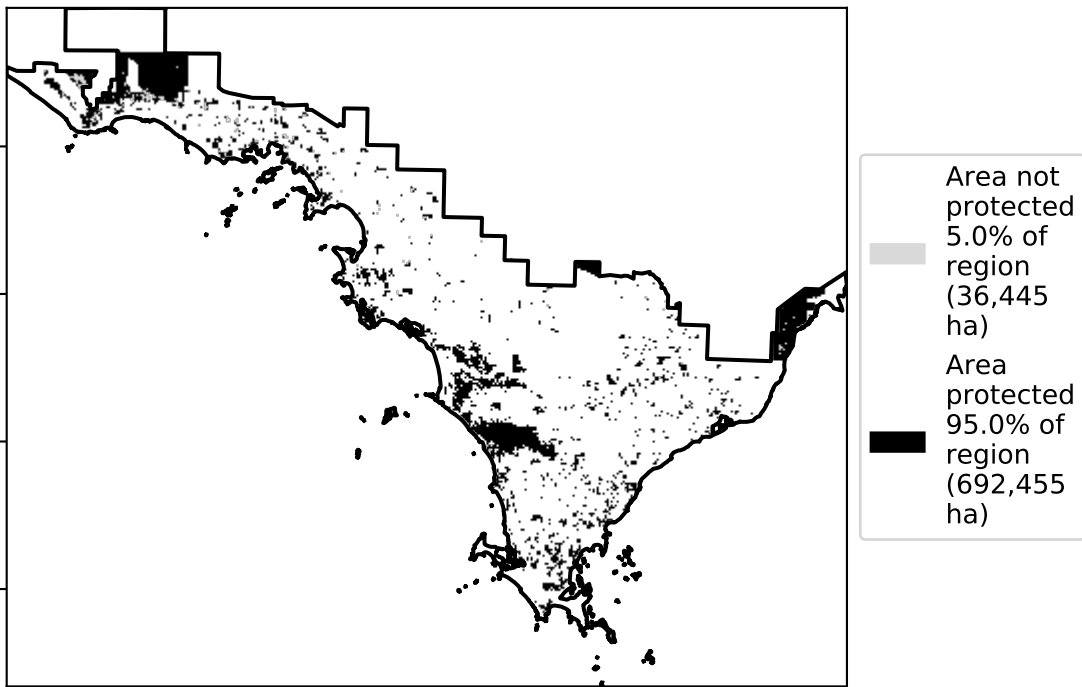 Area not
protected
5.0% of
region
(36,445
ha)
Area
protected
95.0% of
region
(692,455
ha)